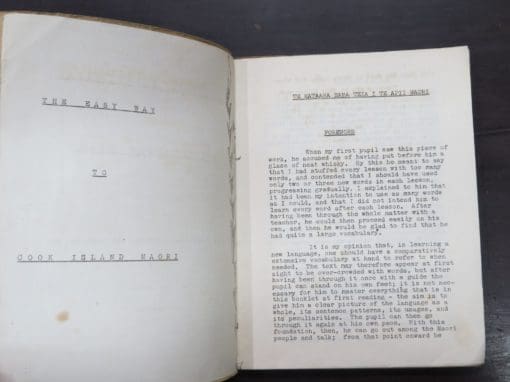 THE EASY WAY
TO
COOK ISLAND MAORI
TE MATAARA NAMA TEIA I TE APII MAORI
FOREWORD
When my first pupil saw this piece of
work, he accused me of having put before him a
glass of neat whisky. By this he meant to say
that I had stuffed every lesson with too many
words, and contended that I should have used
only two or three new words in each lesson,
progressing gradually. I explained to him that
it had been my intention to use as many words
as I could, and that I did not intend him to
learn every word after each lesson. After
having been through the whole matter with a
teacher, he could then proceed easily on his
own, and then he would be glad to find that he
had quite a large vocabulary.
It is my opinion that, in learning a
new language, one should have a comparatively
extensive vocabulary at hand to refer to when
needed. The text may therefore appear at first
sight to be over-crowded with words, but after
having been through it once with a guide the
pupil can stand on his own feet; it is not nec-
essary for him to master everything that is in
this booklet at first reading - the aim is to
give him a clear picture of the language as a
whole, its sentence patterns, its usages, and
its peculiarities. The pupil can then go
through it again at his own pace. With this
foundation, then, he can go out among the Maori
people and talk; from that point onward he